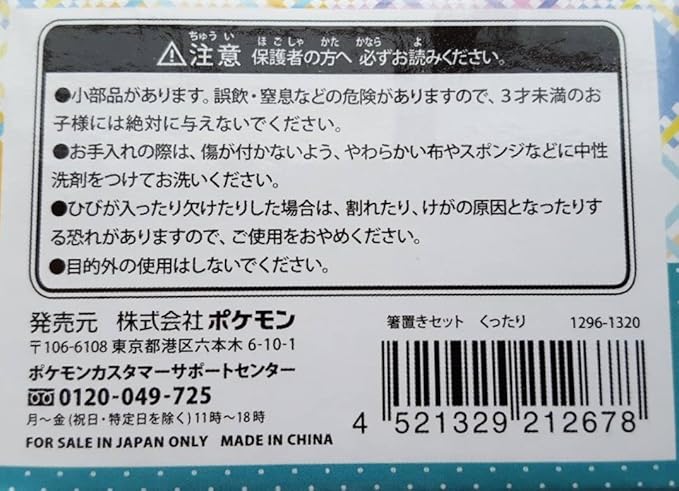 ちゅうい ほごしゃ かた かなら よ
⚠注意 保護者の方へ 必ずお読みください。
●小部品があります。誤飲・窒息などの危険がありますので、3才未満のお
子様には絶対に与えないでください。
●お手入れの際は、傷が付かないよう、やわらかい布やスポンジなどに中性
洗剤をつけてお洗いください。
●ひびが入ったり欠けたりした場合は、割れたり、けがの原因となったりす
る恐れがありますので、ご使用をおやめください。
●目的外の使用はしないでください。
発売元 株式会社ポケモン
〒106-6108 東京都港区六本木 6-10-1
ポケモンカスタマーサポートセンター
0120-049-725
月〜金(祝日・特定日を除く)11時〜18時
FOR SALE IN JAPAN ONLY MADE IN CHINA
箸置きセット くったり 1296-1320
4 521329 212678